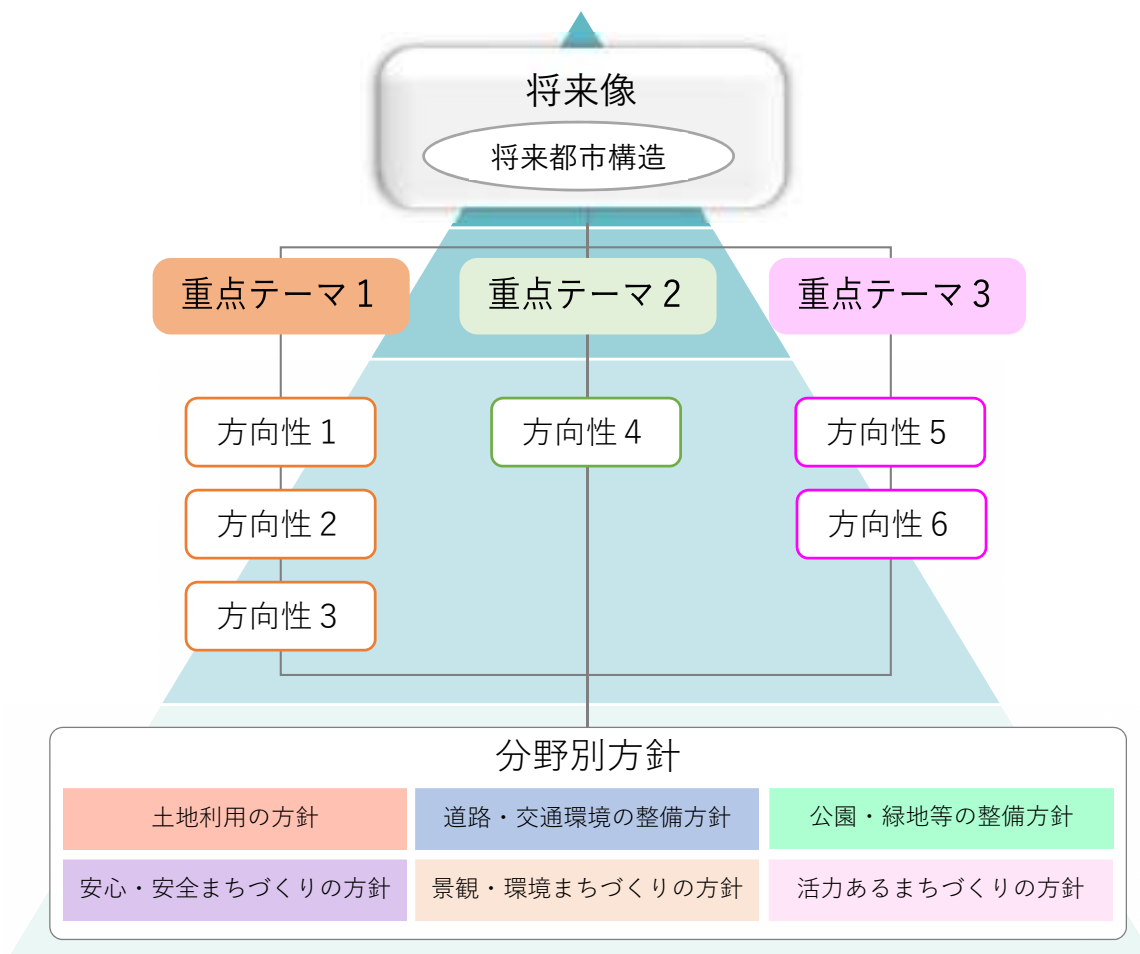 将来像
将来都市構造
重点テーマ1
重点テーマ2
重点テーマ3
方向性1
方向性4
方向性5
方向性2
方向性6
方向性3
分野別方針
土地利用の方針
道路・交通環境の整備方針
公園・緑地等の整備方針
安心・安全まちづくりの方針
景観・環境まちづくりの方針
活力あるまちづくりの方針